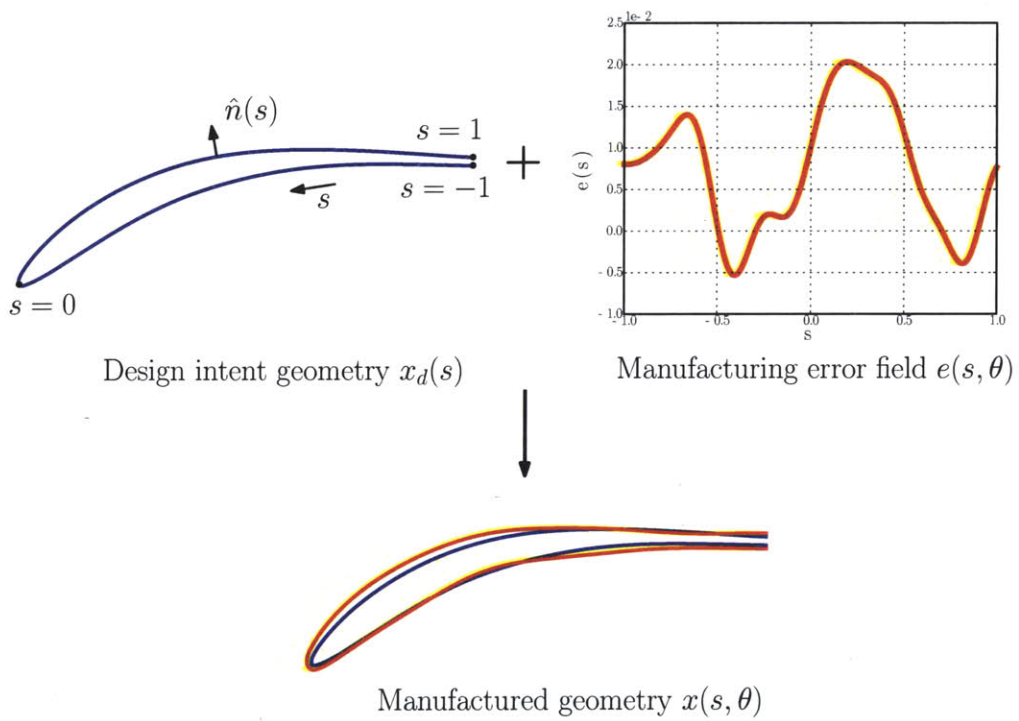 n̂(s)
s = 1
s = −1
s
s = 0
+
1e-2
2.5
2.0
1.5
1.0
0.5
0.0
-0.5
-1.0
e(s)
-1.0 -0.5 0.0 0.5 1.0
s
Design intent geometry x_d(s)
Manufacturing error field e(s, θ)
Manufactured geometry x(s, θ)